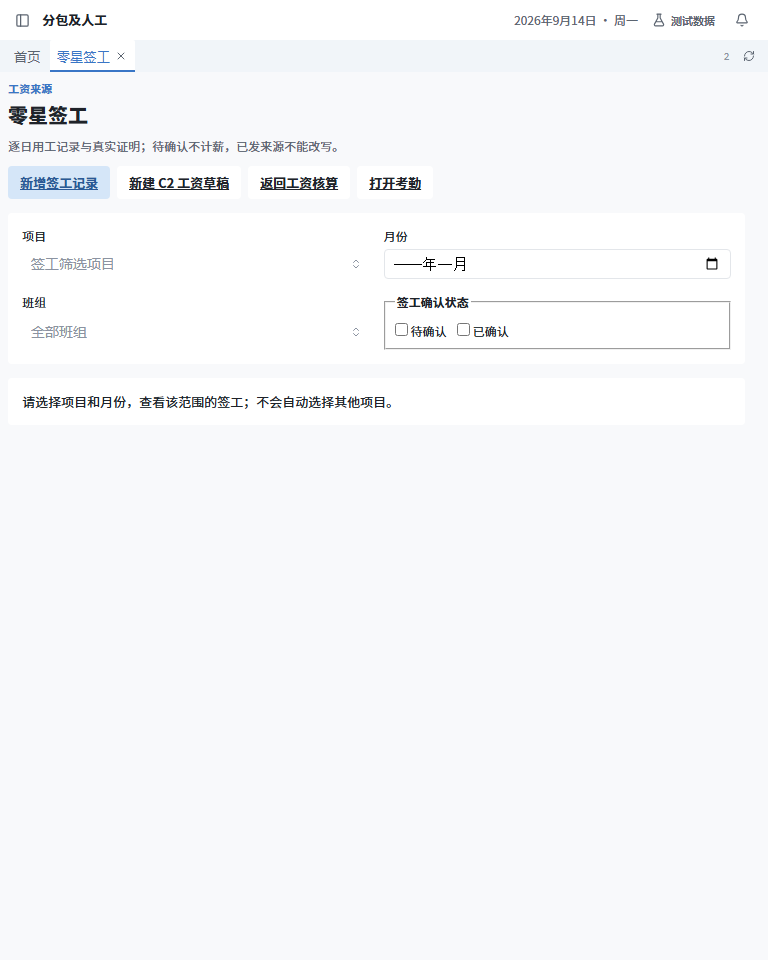 分包及人工
2026年9月14日 · 周一 测试数据
首页 零星签工 2
工资来源
零星签工
逐日用工记录与真实证明；待确认不计薪，已发来源不能改写。
新增签工记录 新建 C2 工资草稿 返回工资核算 打开考勤
项目 月份
签工筛选项目 ——年—月
班组 签工确认状态
全部班组 待确认 已确认
请选择项目和月份，查看该范围的签工；不会自动选择其他项目。